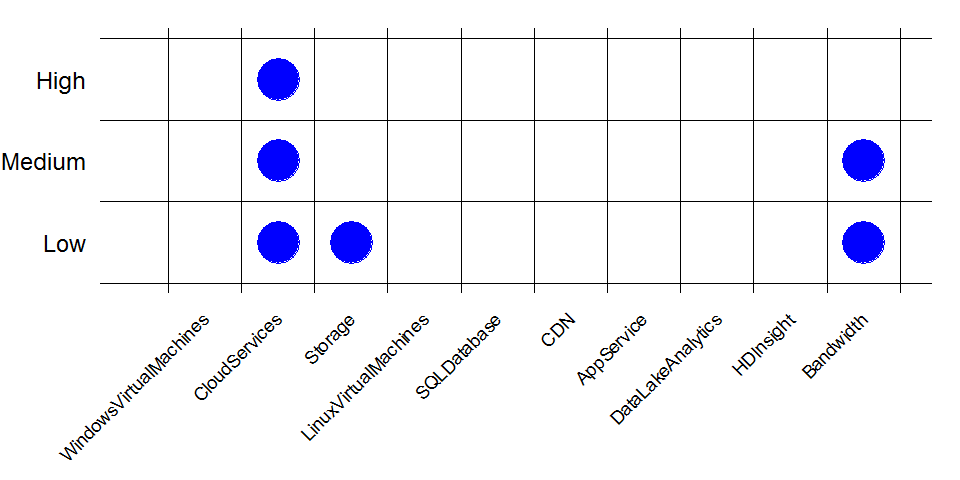 High
Medium
Low
WindowsVirtualMachines
CloudServices
Storage
LinuxVirtualMachines
SQLDatabase
CDN
AppService
DataLakeAnalytics
HDInsight
Bandwidth